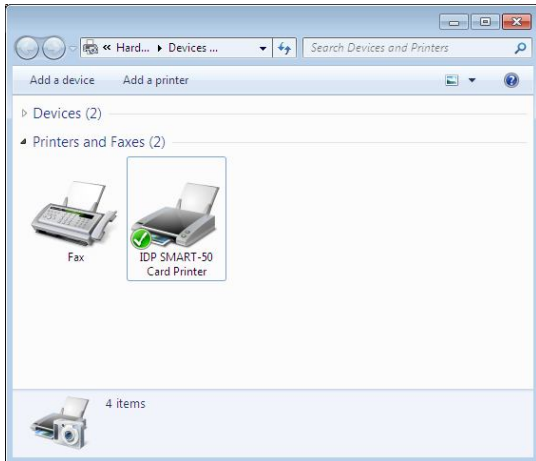 « Hard... ▸ Devices ...
Search Devices and Printers
Add a device Add a printer
Devices (2)
Printers and Faxes (2)
Fax
IDP SMART-50
Card Printer
4 items